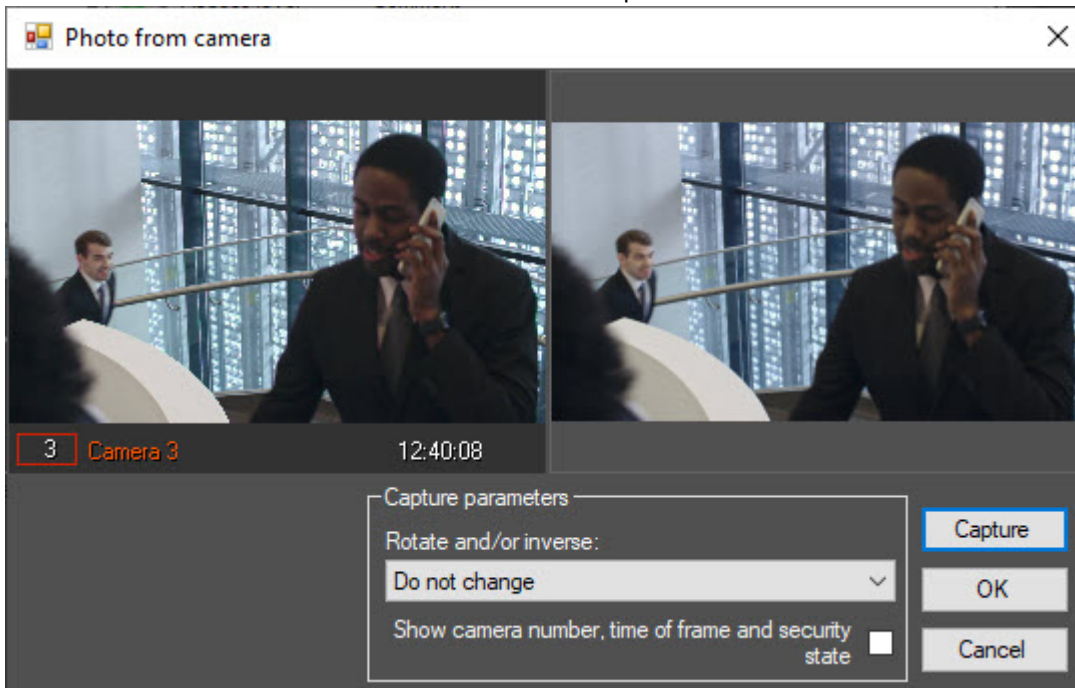 Photo from camera
3 Camera 3 12:40:08
Capture parameters
Rotate and/or inverse:
Do not change
Show camera number, time of frame and security
state
Capture
OK
Cancel